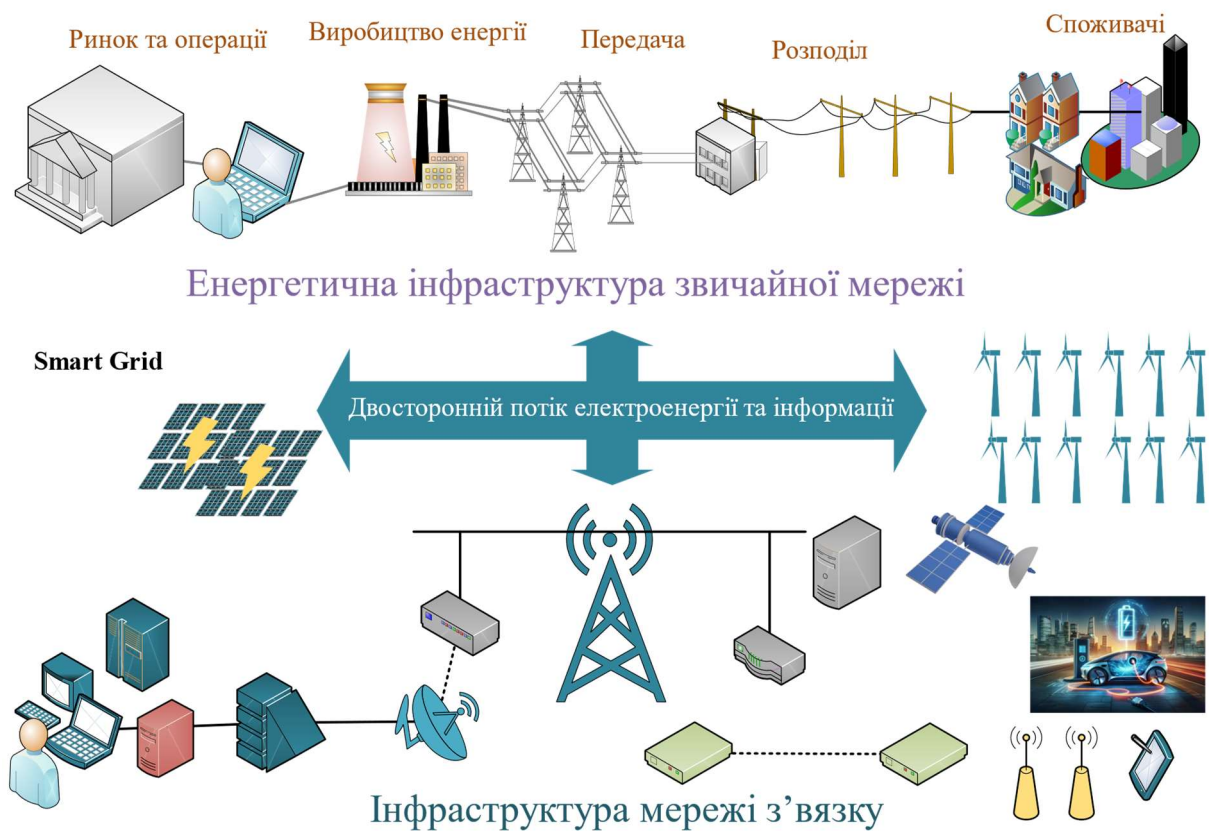 Ринок та операції
Виробництво енергії
Передача
Розподіл
Споживачі
Енергетична інфраструктура звичайної мережі
Smart Grid
Двосторонній потік електроенергії та інформації
Інфраструктура мережі з’вязку